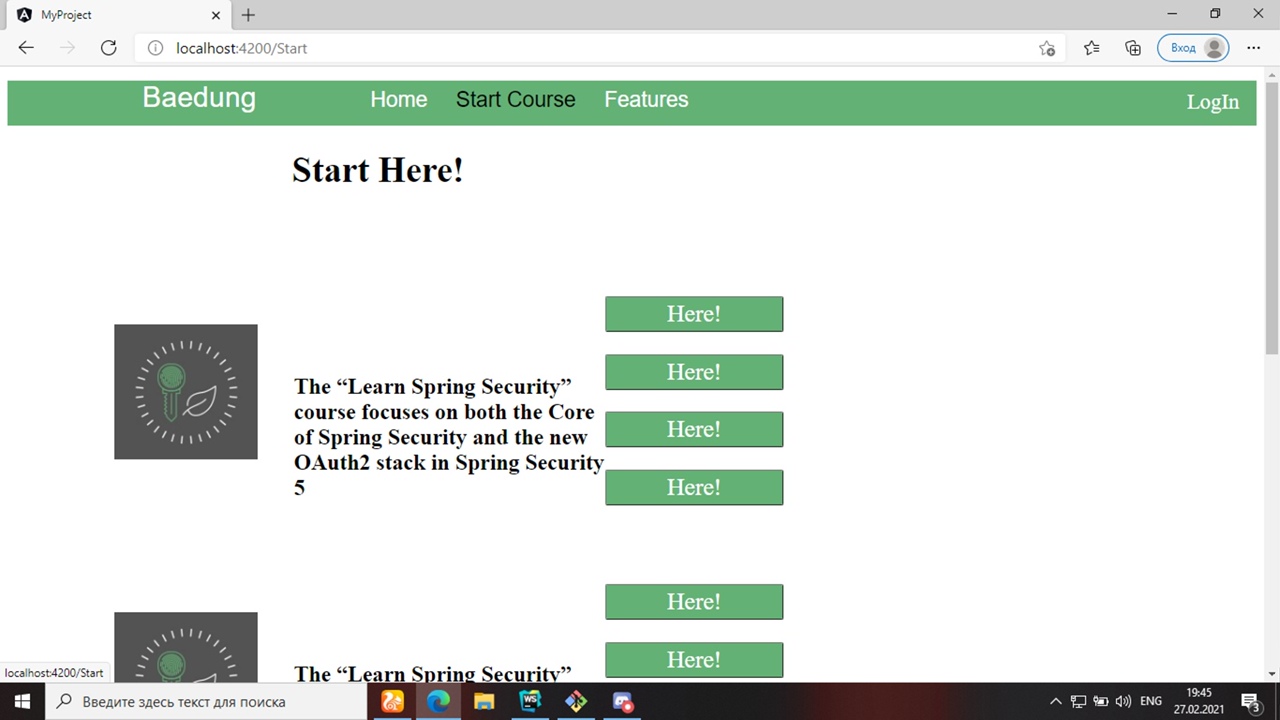 MyProject
localhost:4200/Start
Вход
Baedung
Home
Start Course
Features
LogIn
Start Here!
The “Learn Spring Security”
course focuses on both the Core
of Spring Security and the new
OAuth2 stack in Spring Security
5
Here!
Here!
Here!
Here!
The “Learn Spring Security”
Here!
Here!
localhost:4200/Start
Введите здесь текст для поиска
WS
ENG
19:45
27.02.2021
3